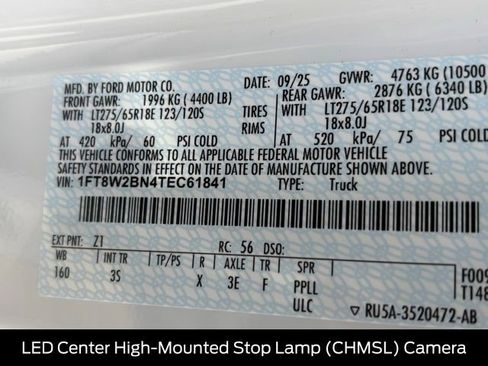 MFD. BY FORD MOTOR CO.
DATE: 09/25
GVWR: 4763 KG (10500
FRONT GAWR: 1996 KG ( 4400 LB)
REAR GAWR: 2876 KG ( 6340 LB)
WITH LT275/65R18E 123/120S TIRES WITH LT275/65R18E 123/120S
18x8.0J RIMS 18x8.0J
AT 420 kPa/ 60 PSI COLD AT 520 kPa/ 75 PSI COLD
THIS VEHICLE CONFORMS TO ALL APPLICABLE FEDERAL MOTOR VEHICLE
SAFETY STANDARDS IN EFFECT ON THE DATE OF MANUFACTURE SHOWN ABOVE.
VIN: 1FT8W2BN4TEC61841 TYPE: Truck
EXT PNT: Z1 RC: 56 DSO:
WB INT TR TP/PS R AXLE TR SPR
160 3S X 3E F PPLL
ULC
F009
T148
▽ RU5A-3520472-AB
LED Center High-Mounted Stop Lamp (CHMSL) Camera